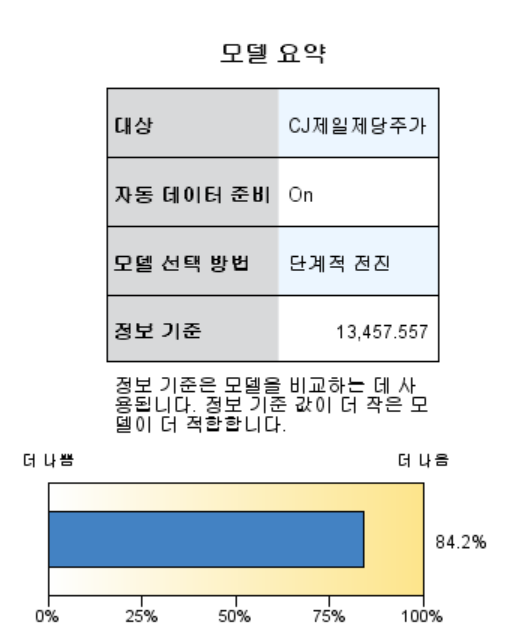 모델 요약
대상 CJ제일제당주가
자동 데이터 준비 On
모델 선택 방법 단계적 전진
정보 기준 13,457.557
정보 기준은 모델을 비교하는 데 사
용됩니다. 정보 기준 값이 더 작은 모
델이 더 적합합니다.
더 나쁨 더 나음
84.2%
0% 25% 50% 75% 100%